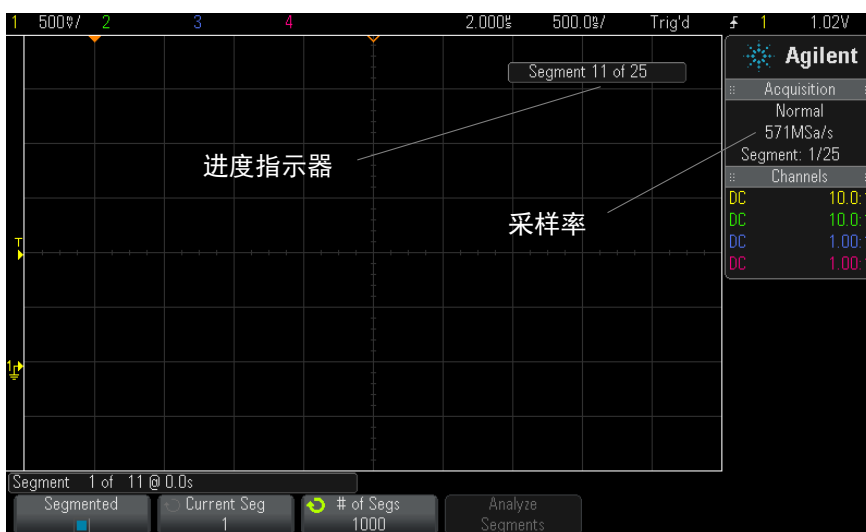 1 500mV/ 2 3 4 2.000s 500.0s/ Trig'd 1 1.02V
Agilent
Segment 11 of 25
Acquisition
Normal
571MSa/s
Segment: 1/25
Channels
进度指示器
采样率
DC 10.0:
DC 10.0:
DC 1.00:
DC 1.00:
T
1
Segment 1 of 11 @ 0.0s
Segmented
Current Seg
1
# of Segs
1000
Analyze
Segments